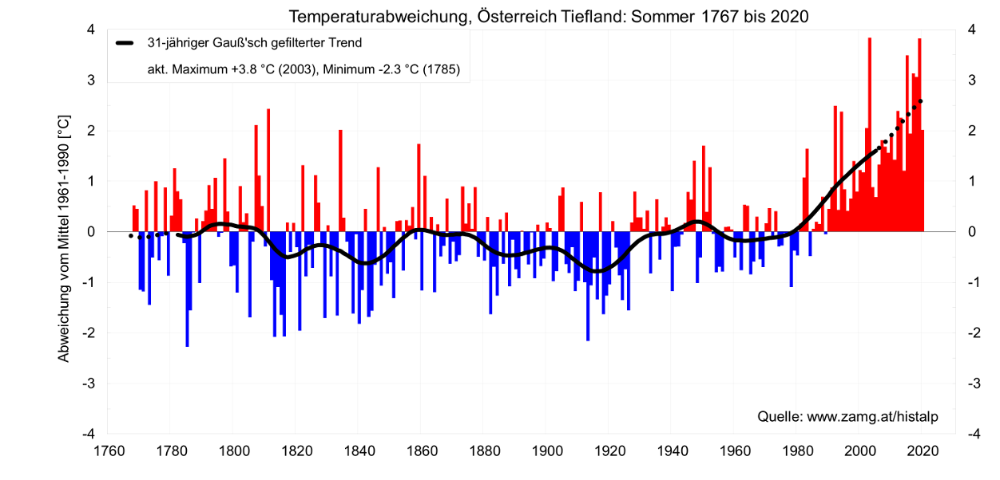 Temperaturabweichung, Österreich Tiefland: Sommer 1767 bis 2020
31-jähriger Gauß'sch gefilterter Trend
akt. Maximum +3.8 °C (2003), Minimum -2.3 °C (1785)
Abweichung vom Mittel 1961-1990 [°C]
4 4
3 3
2 2
1 1
0 0
-1 -1
-2 -2
-3 -3
Quelle: www.zamg.at/histalp
-4 -4
1760 1780 1800 1820 1840 1860 1880 1900 1920 1940 1960 1980 2000 2020